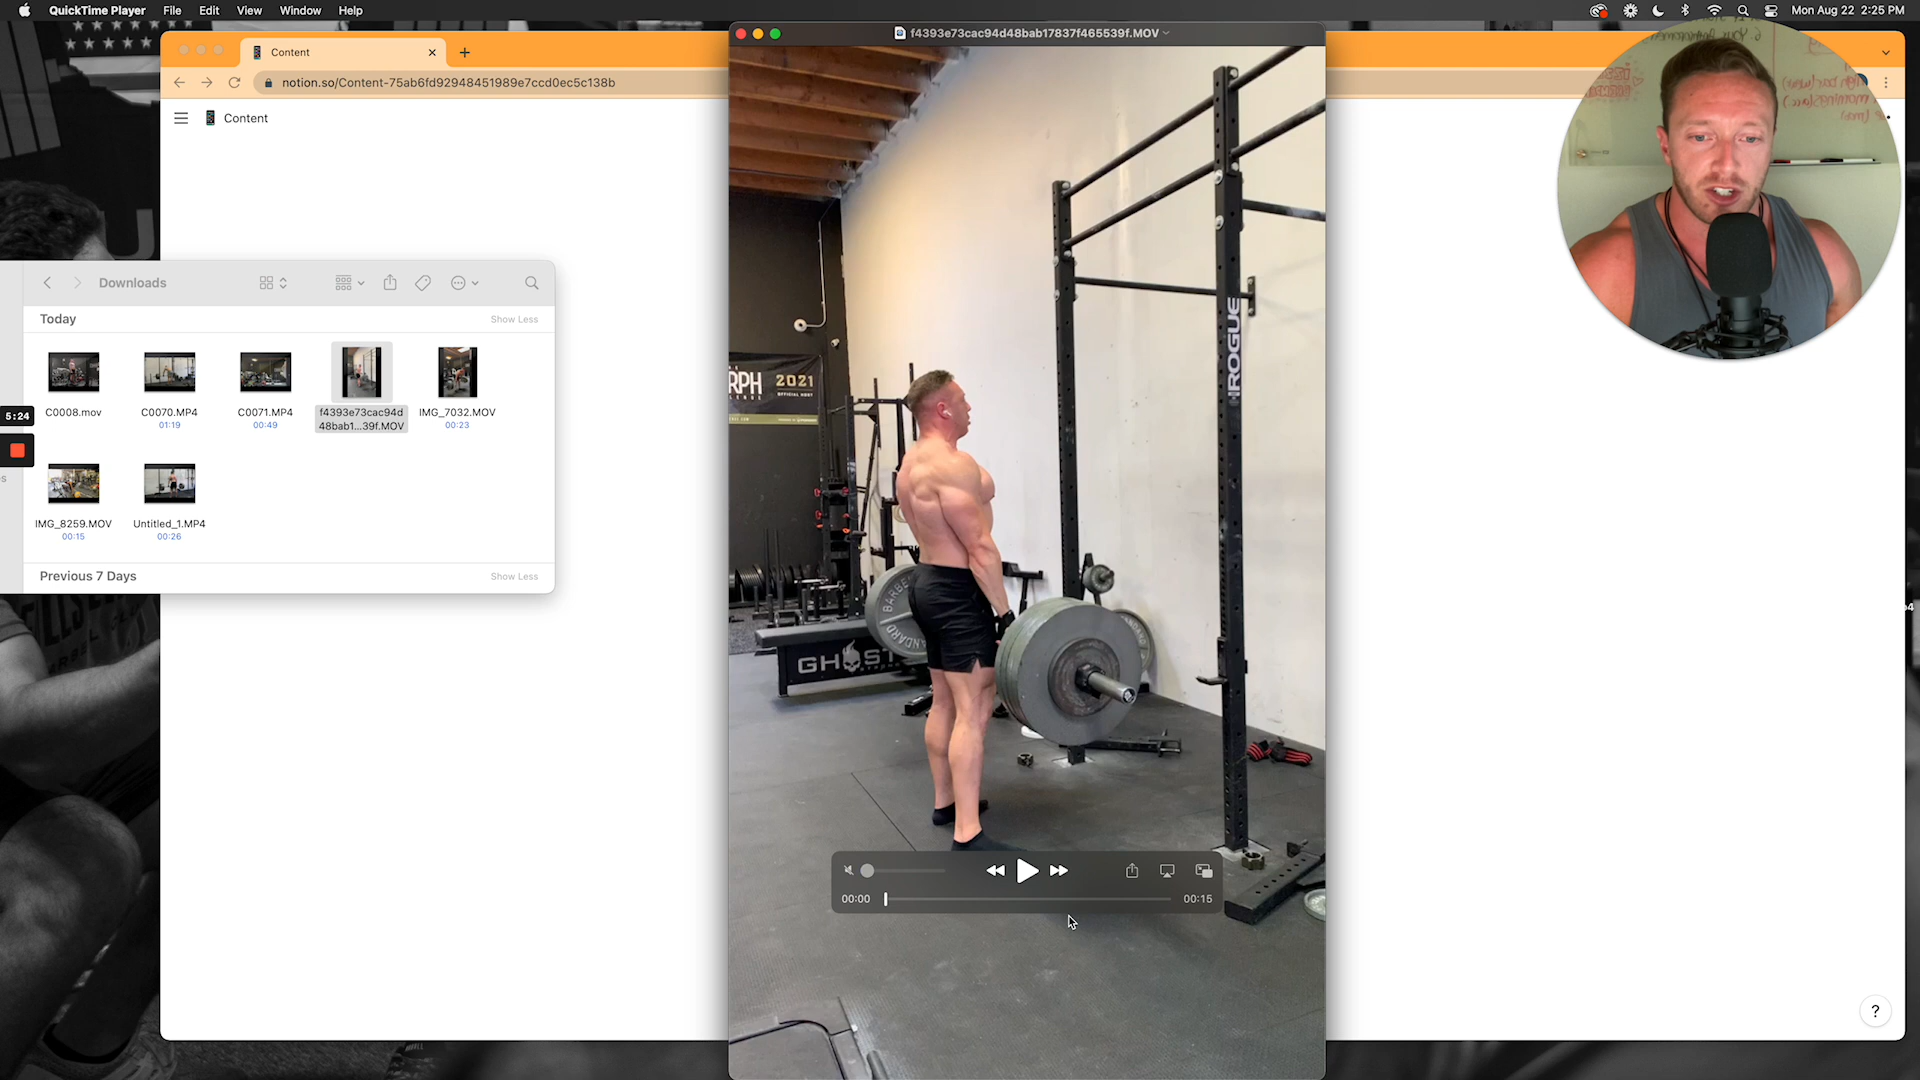 QuickTime Player File Edit View Window Help
Mon Aug 22 2:25 PM
Content
notion.so/Content-75ab6fd92948451989e7ccd0ec5c138b
Content
f4393e73cac94d48bab17837f465539f.MOV
Downloads
Today
Show Less
C0008.mov
C0070.MP4
01:19
C0071.MP4
00:49
f4393e73cac94d
48bab1...39f.MOV
IMG_7032.MOV
00:23
5:24
IMG_8259.MOV
00:15
Untitled_1.MP4
00:26
Previous 7 Days
Show Less
RPH 2021
ROGUE
BARBE
STANDARD
GHOST
00:00
00:15
?